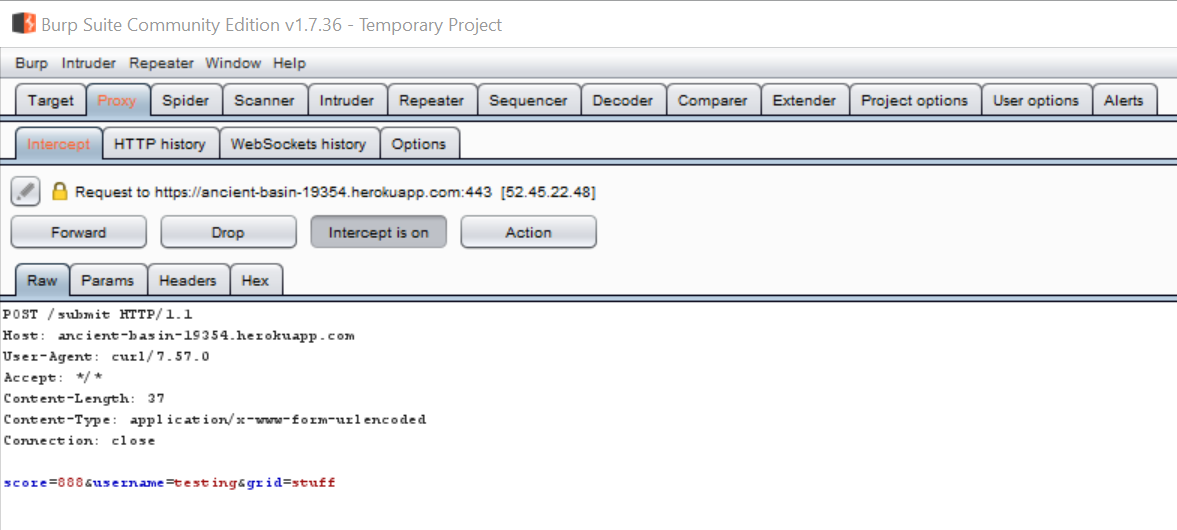 Burp Suite Community Edition v1.7.36 - Temporary Project
Burp Intruder Repeater Window Help
Target Proxy Spider Scanner Intruder Repeater Sequencer Decoder Comparer Extender Project options User options Alerts
Intercept HTTP history WebSockets history Options
Request to https://ancient-basin-19354.herokuapp.com:443 [52.45.22.48]
Forward Drop Intercept is on Action
Raw Params Headers Hex
POST /submit HTTP/1.1
Host: ancient-basin-19354.herokuapp.com
User-Agent: curl/7.57.0
Accept: */*
Content-Length: 37
Content-Type: application/x-www-form-urlencoded
Connection: close
score=888&username=testing&grid=stuff